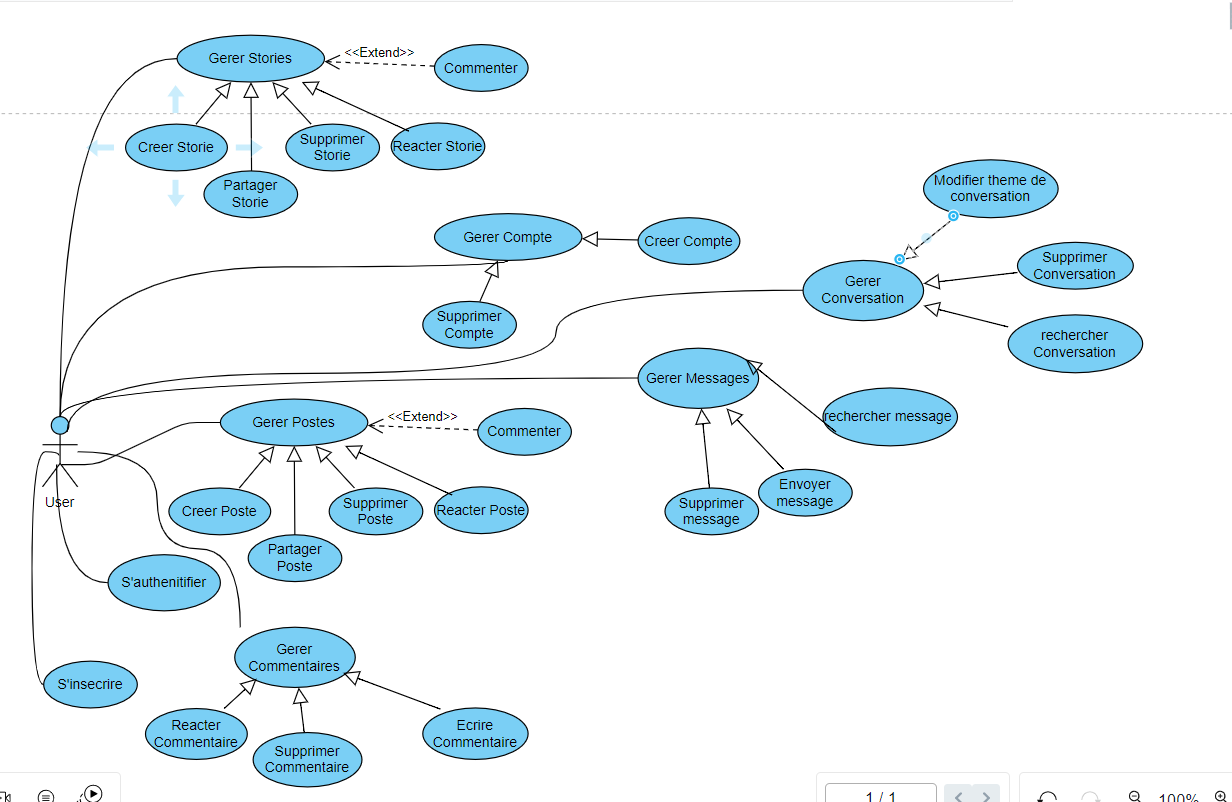 Gerer Stories
<<Extend>>
Commenter
Creer Storie
Supprimer
Storie
Reacter Storie
Partager
Storie
Modifier theme de
conversation
Gerer Compte
Creer Compte
Supprimer
Conversation
Gerer
Conversation
Supprimer
Compte
rechercher
Conversation
Gerer Messages
rechercher message
Gerer Postes
<<Extend>>
Commenter
User
Creer Poste
Supprimer
Poste
Reacter Poste
Supprimer
message
Envoyer
message
Partager
Poste
S'authenitifier
Gerer
Commentaires
S'insecrire
Reacter
Commentaire
Supprimer
Commentaire
Ecrire
Commentaire
1 / 1
100%